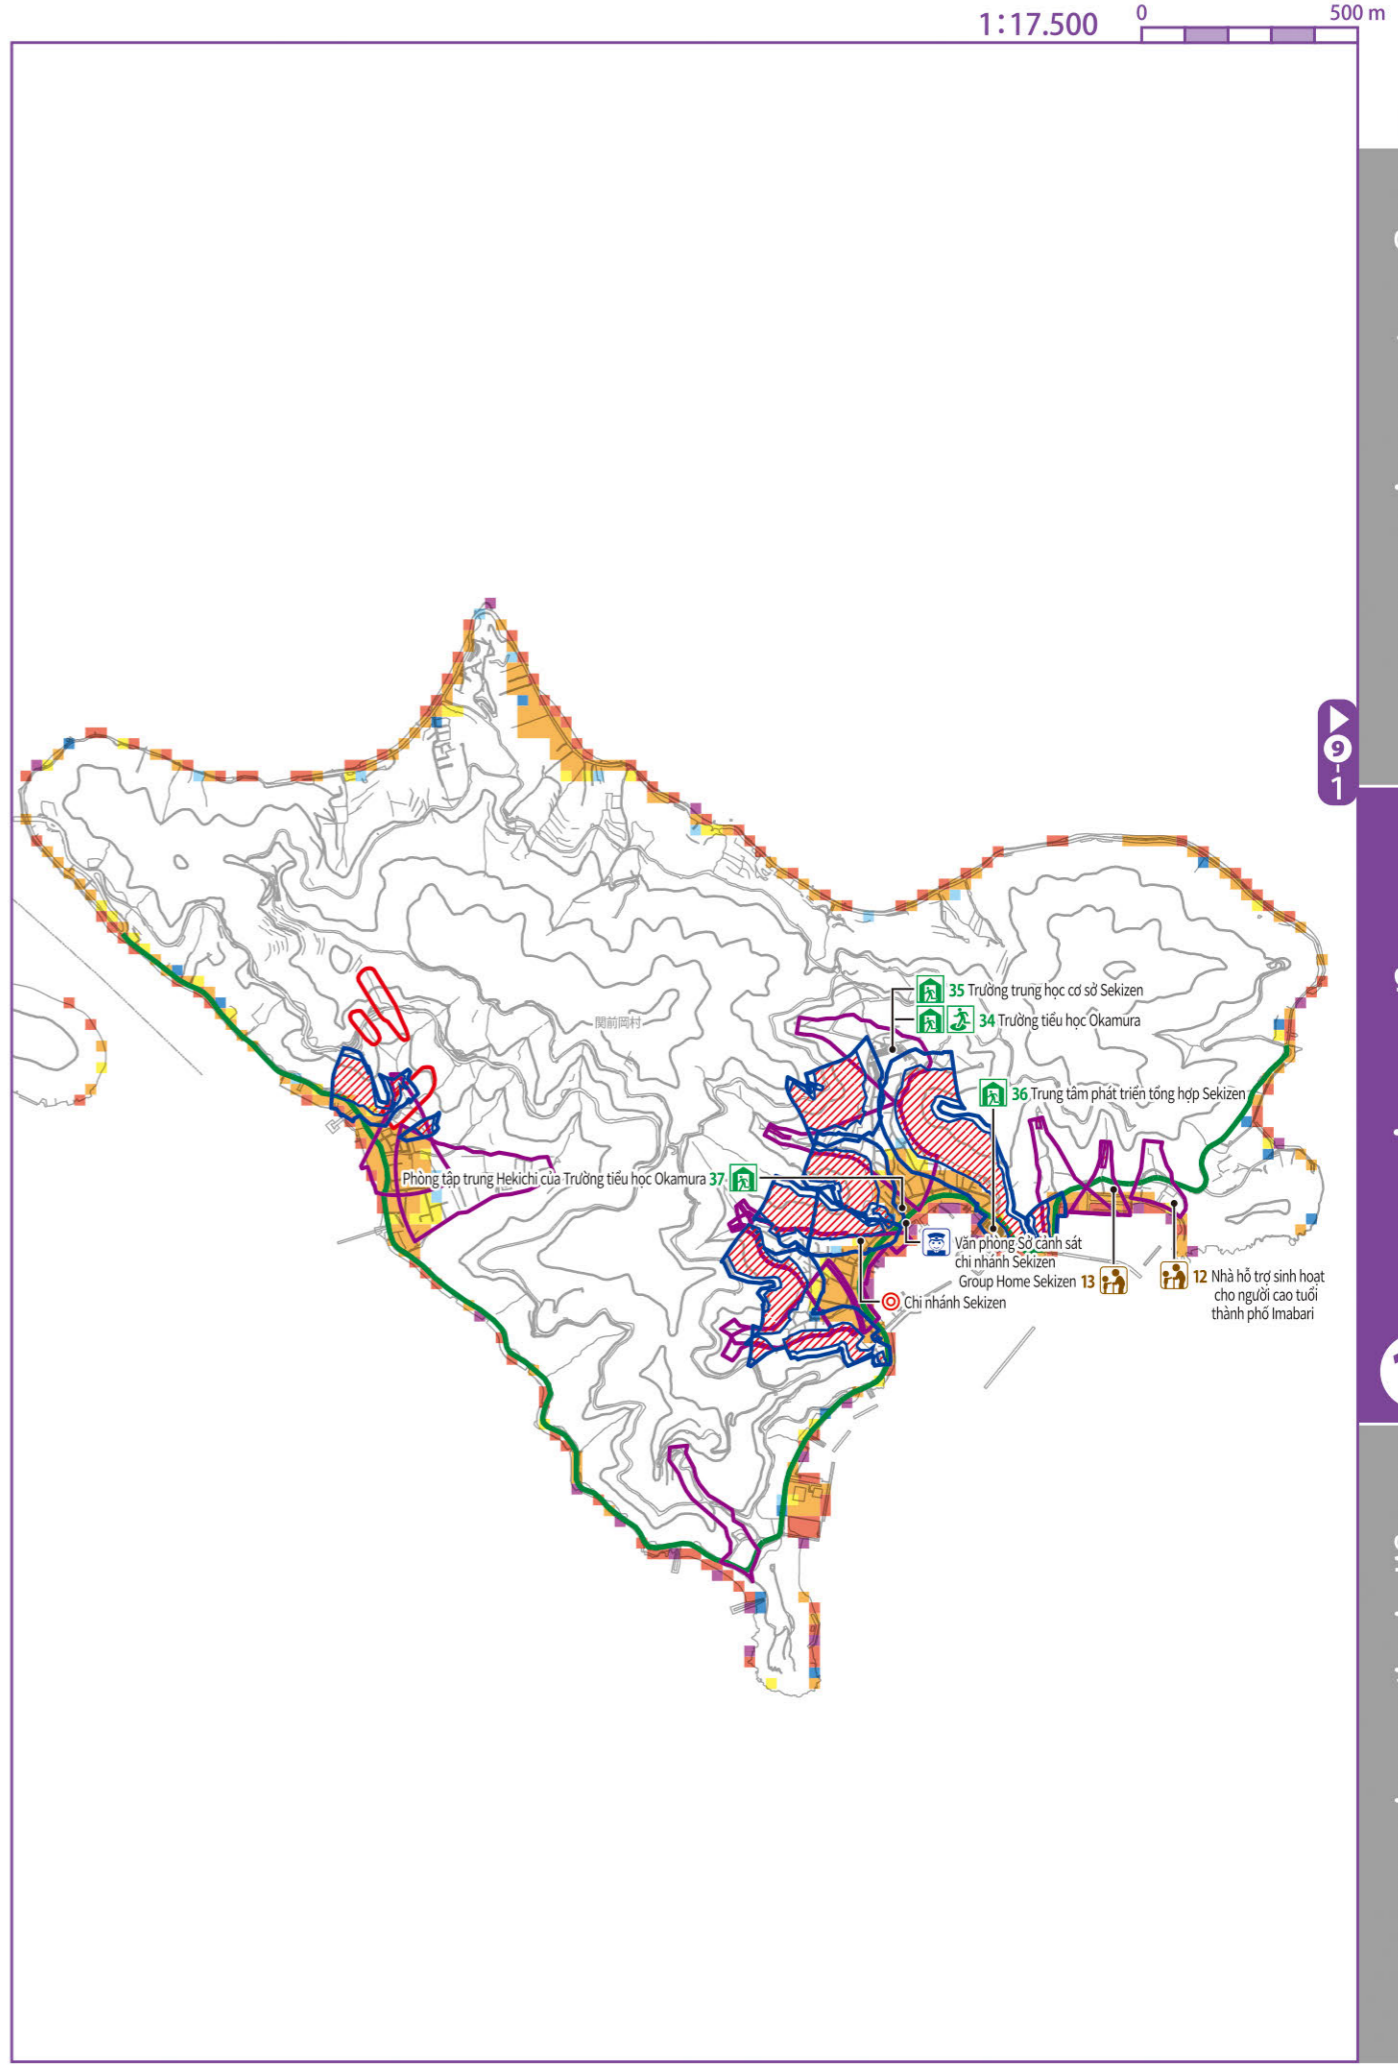 1:17.500
0
500 m
9
1
35 Trường trung học cơ sở Sekizen
34 Trường tiểu học Okamura
関前岡村
36 Trung tâm phát triển tổng hợp Sekizen
Phòng tập trung Hekichi của Trường tiểu học Okamura 37
Văn phòng Sở cảnh sát
chi nhánh Sekizen
Group Home Sekizen 13
12 Nhà hỗ trợ sinh hoạt
cho người cao tuổi
thành phố Imabari
Chi nhánh Sekizen